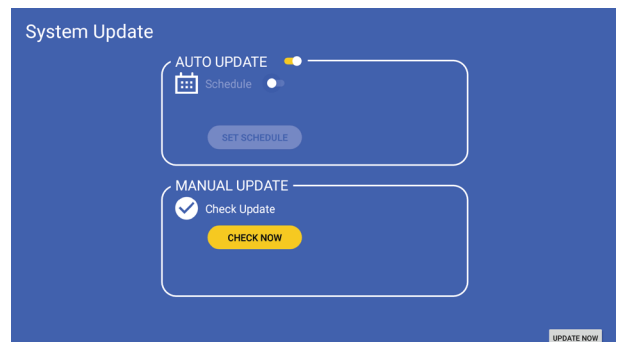 System Update
AUTO UPDATE
Schedule
SET SCHEDULE
MANUAL UPDATE
Check Update
CHECK NOW
UPDATE NOW